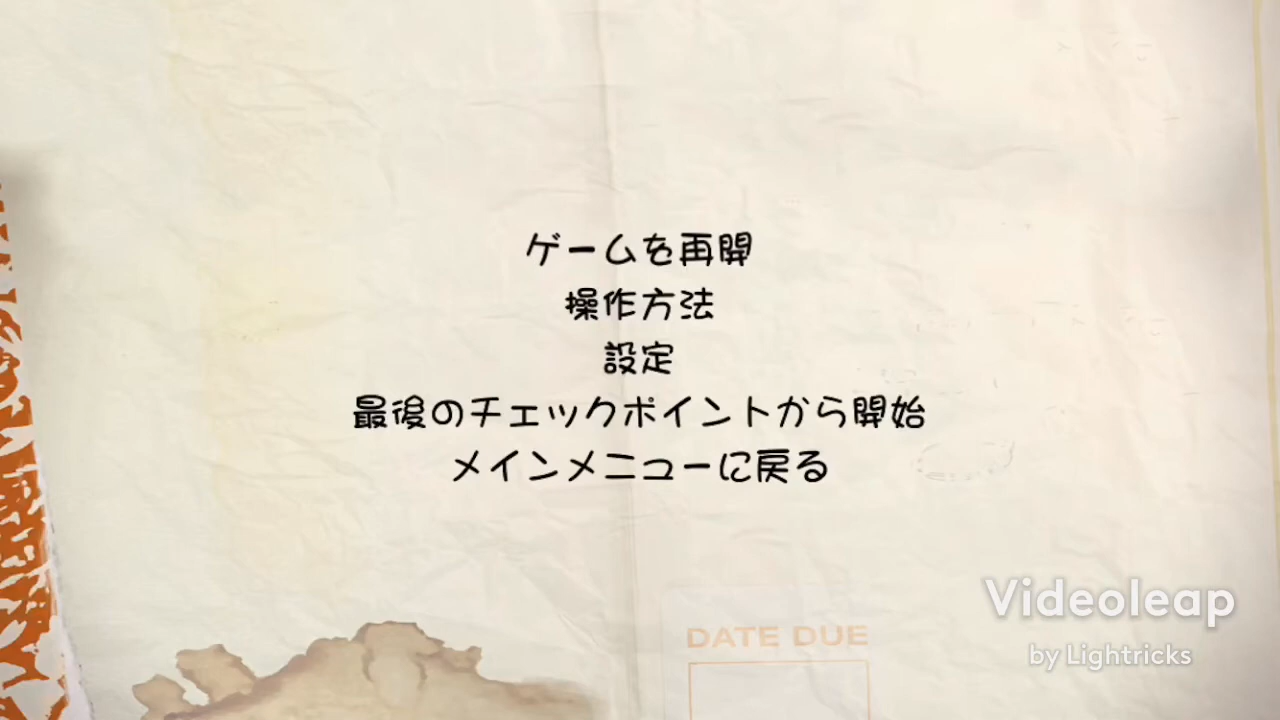 ゲームを再開
操作方法
設定
最後のチェックポイントから開始
メインメニューに戻る
DATE DUE
Videoleap
by Lightricks